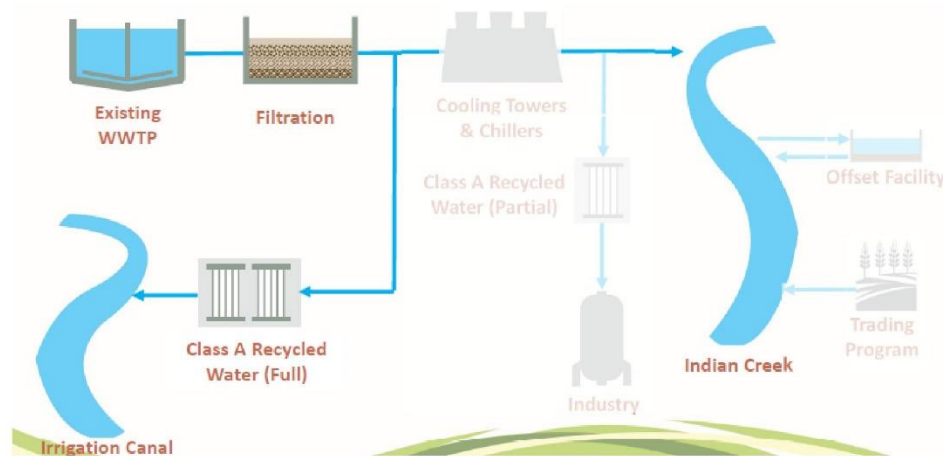 Existing
WWTP
Filtration
Cooling Towers
& Chillers
Class A Recycled
Water (Partial)
Offset Facility
Class A Recycled
Water (Full)
Indian Creek
Trading
Program
Industry
Irrigation Canal